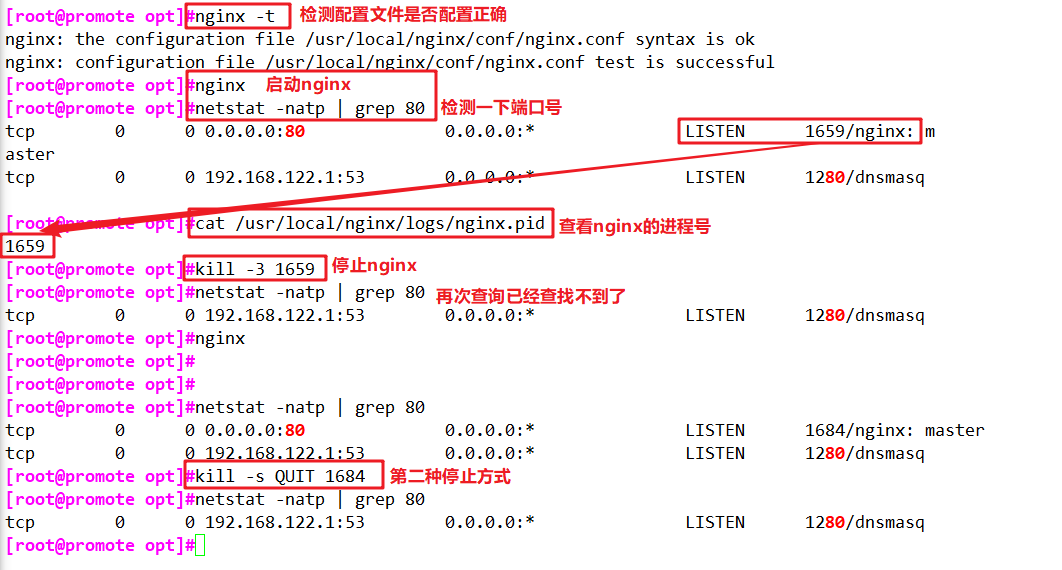 [root@promote opt]#nginx -t 检测配置文件是否配置正确
nginx: the configuration file /usr/local/nginx/conf/nginx.conf syntax is ok
nginx: configuration file /usr/local/nginx/conf/nginx.conf test is successful
[root@promote opt]#nginx 启动nginx
[root@promote opt]#netstat -natp | grep 80 检测一下端口号
tcp 0 0 0.0.0.0:80 0.0.0.0:* LISTEN 1659/nginx: m
aster
tcp 0 0 192.168.122.1:53 0.0.0.0:* LISTEN 1280/dnsmasq
[root@promote opt]#cat /usr/local/nginx/logs/nginx.pid 查看nginx的进程号
1659
[root@promote opt]#kill -3 1659 停止nginx
[root@promote opt]#netstat -natp | grep 80 再次查询已经查找不到了
tcp 0 0 192.168.122.1:53 0.0.0.0:* LISTEN 1280/dnsmasq
[root@promote opt]#nginx
[root@promote opt]#
[root@promote opt]#
[root@promote opt]#netstat -natp | grep 80
tcp 0 0 0.0.0.0:80 0.0.0.0:* LISTEN 1684/nginx: master
tcp 0 0 192.168.122.1:53 0.0.0.0:* LISTEN 1280/dnsmasq
[root@promote opt]#kill -s QUIT 1684 第二种停止方式
[root@promote opt]#netstat -natp | grep 80
tcp 0 0 192.168.122.1:53 0.0.0.0:* LISTEN 1280/dnsmasq
[root@promote opt]#